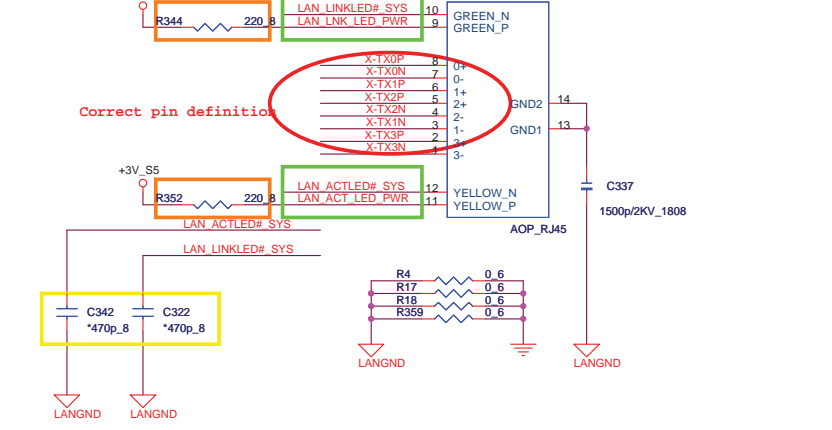 LAN_LINKLED#_SYS 10 GREEN_N
R344 220_8 LAN_LNK_LED_PWR 9 GREEN_P
X-TX0P 8 0+
X-TX0N 7 0-
X-TX1P 6 1+
X-TX2P 5 2+ GND2 14
Correct pin definition X-TX2N 4 2-
X-TX1N 3 1- GND1 13
X-TX3P 2 3+
X-TX3N 1 3-
+3V_S5
C337
LAN_ACTLED#_SYS 12 YELLOW_N
R352 220_8 LAN_ACT_LED_PWR 11 YELLOW_P
1500p/2KV_1808
LAN_ACTLED#_SYS
AOP_RJ45
LAN_LINKLED#_SYS
R4 0_6
R17 0_6
R18 0_6
R359 0_6
C342 C322
*470p_8 *470p_8
LANGND LANGND
LANGND LANGND